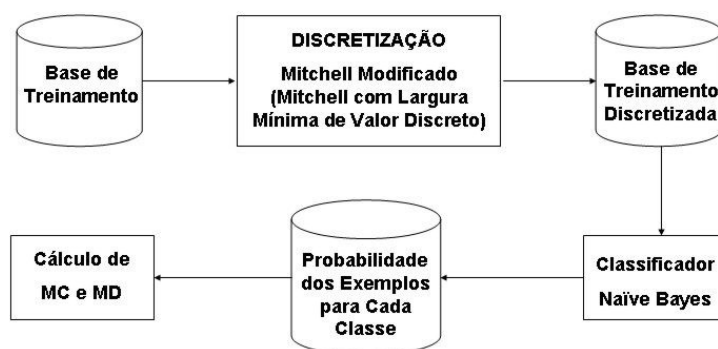 Base de
Treinamento
DISCRETIZAÇÃO
Mitchell Modificado
(Mitchell com Largura
Mínima de Valor Discreto)
Base de
Treinamento
Discretizada
Cálculo de
MC e MD
Probabilidade
dos Exemplos
para Cada
Classe
Classificador
Naïve Bayes